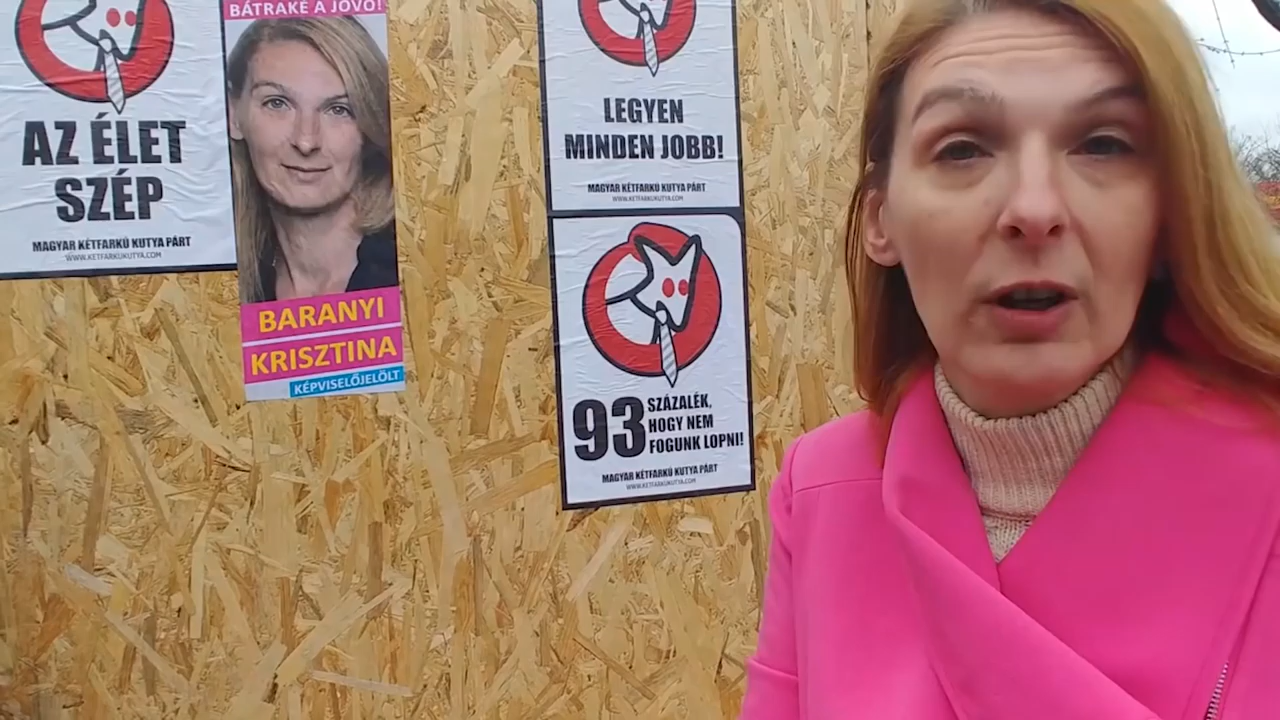 AZ ÉLET
SZÉP
MAGYAR KÉTFARKÚ KUTYA PÁRT
WWW.KETFARKUKUTYA.COM
BÁTRAKÉ A JÖVŐ!
BARANYI
KRISZTINA
KÉPVISELŐJELÖLT
LEGYEN
MINDEN JOBB!
MAGYAR KÉTFARKÚ KUTYA PÁRT
WWW.KETFARKUKUTYA.COM
93 SZÁZALÉK,
HOGY NEM
FOGUNK LOPNI!
MAGYAR KÉTFARKÚ KUTYA PÁRT
WWW.KETFARKUKUTYA.COM